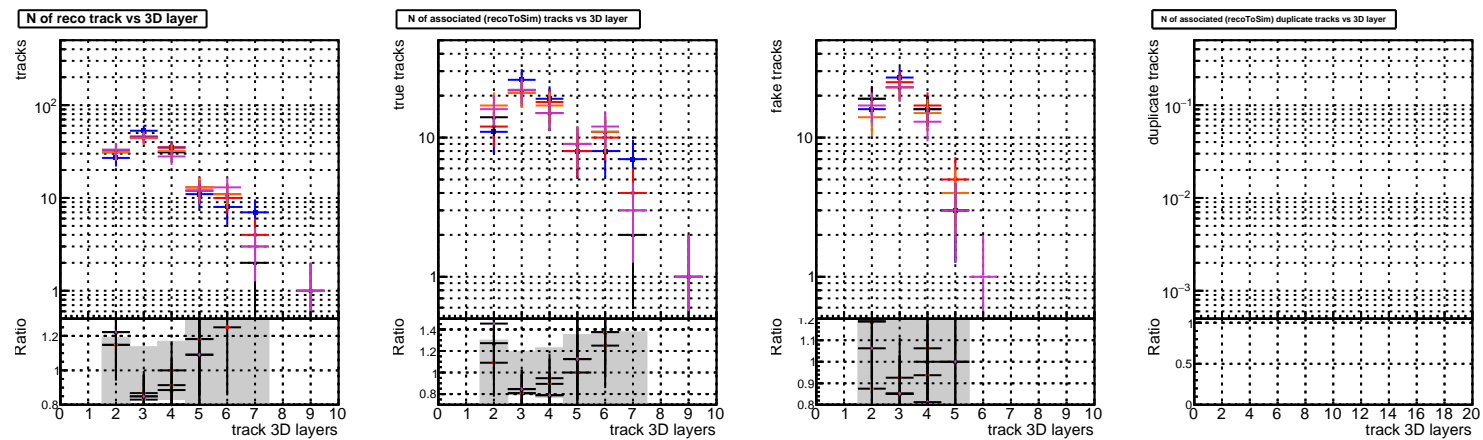 N of reco track vs 3D layer
tracks
10²
10
1
Ratio
1.2
1
0.8
0 1 2 3 4 5 6 7 8 9 10
track 3D layers
N of associated (recoToSim) tracks vs 3D layer
true tracks
10
1
Ratio
1.4
1.2
1
0.8
0 1 2 3 4 5 6 7 8 9 10
track 3D layers
fake tracks
10
1
Ratio
1.2
1.1
1
0.9
0.8
0 1 2 3 4 5 6 7 8 9 10
track 3D layers
N of associated (recoToSim) duplicate tracks vs 3D layer
duplicate tracks
10⁻¹
10⁻²
10⁻³
Ratio
1
0.5
0
0 2 4 6 8 10 12 14 16 18 20
track 3D layers